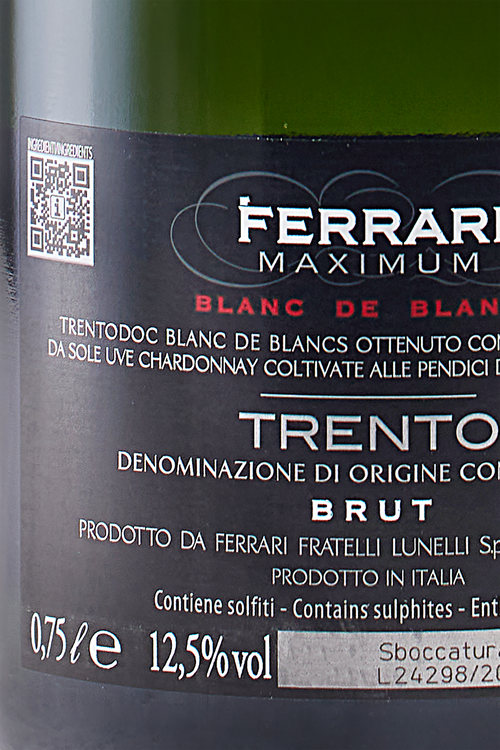 INGREDIENTI/INGREDIENTS
FERRARI
MAXIMUM
BLANC DE BLAN
TRENTODOC BLANC DE BLANCS OTTENUTO CON
DA SOLE UVE CHARDONNAY COLTIVATE ALLE PENDICI D
TRENTO
DENOMINAZIONE DI ORIGINE CON
BRUT
PRODOTTO DA FERRARI FRATELLI LUNELLI S.p
PRODOTTO IN ITALIA
Contiene solfiti - Contains sulphites - Ent
0,75 ℓ e 12,5% vol
Sboccatura
L24298/20